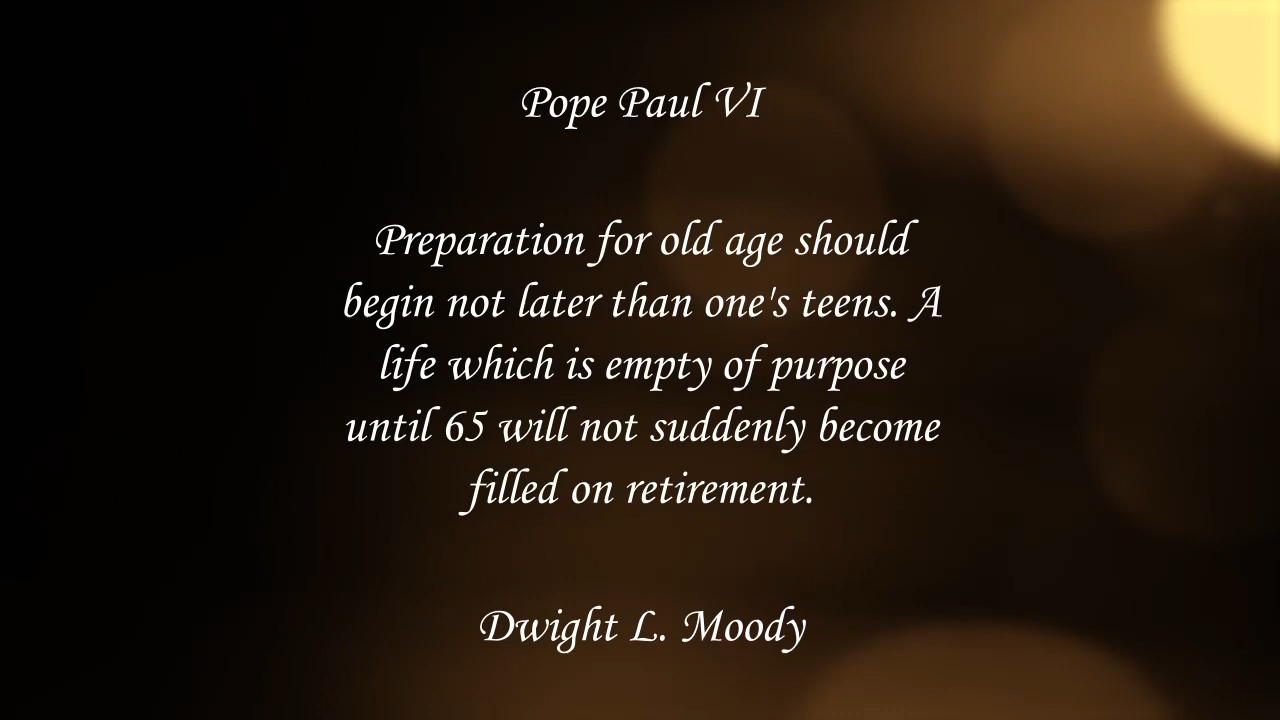 Pope Paul VI
Preparation for old age should
begin not later than one's teens. A
life which is empty of purpose
until 65 will not suddenly become
filled on retirement.
Dwight L. Moody